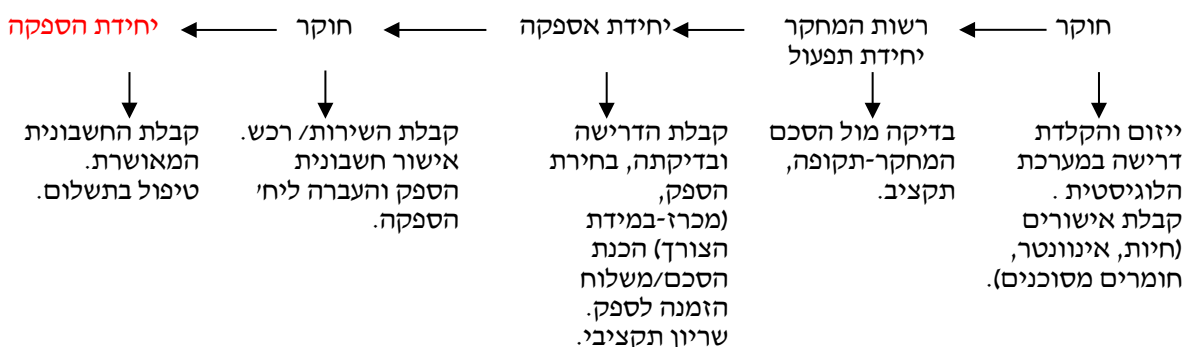 חוקר
רשות המחקר
יחידת תפעול
יחידת אספקה
חוקר
יחידת הספקה
ייזום והקלדת
דרישה במערכת
הלוגיסטית .
קבלת אישורים
(חיות, אינוונטר,
חומרים מסוכנים).
בדיקה מול הסכם
המחקר-תקופה,
תקציב.
קבלת הדרישה
ובדיקתה, בחירת
הספק,
(מכרז-במידת
הצורך) הכנת
הסכם/משלוח
הזמנה לספק.
שריון תקציבי.
קבלת השירות/ רכש.
אישור חשבונית
הספק והעברה ליח'
הספקה.
קבלת החשבונית
המאושרת.
טיפול בתשלום.